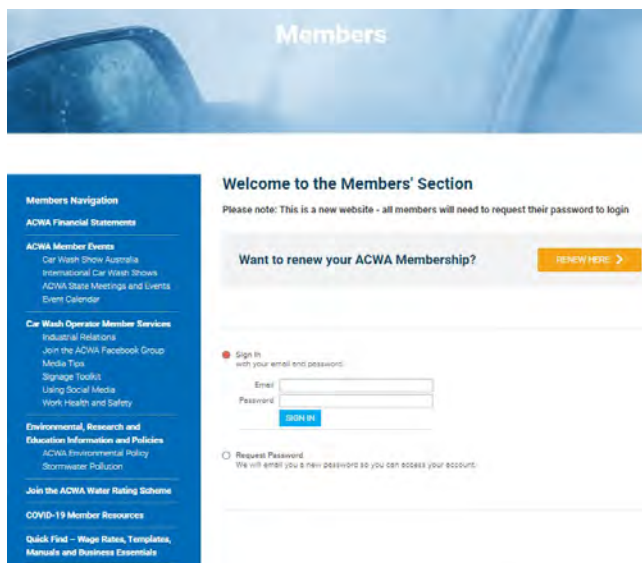 Members
Members Navigation
ACWA Financial Statements
ACWA Member Events
Car Wash Show Australia
International Car Wash Shows
ACWA State Meetings and Events
Event Calendar
Car Wash Operator Member Services
Industrial Relations
Join the ACWA Facebook Group
Media Tips
Signage Toolkit
Using Social Media
Work Health and Safety
Environmental, Research and
Education Information and Policies
ACWA Environmental Policy
Stormwater Pollution
Join the ACWA Water Rating Scheme
COVID-19 Member Resources
Quick Find – Wage Rates, Templates,
Manuals and Business Essentials
Welcome to the Members' Section
Please note: This is a new website - all members will need to request their password to login
Want to renew your ACWA Membership?
RENEW HERE
Sign In
with your email and password.
Email
Password
SIGN IN
Request Password
We will email you a new password so you can access your account.